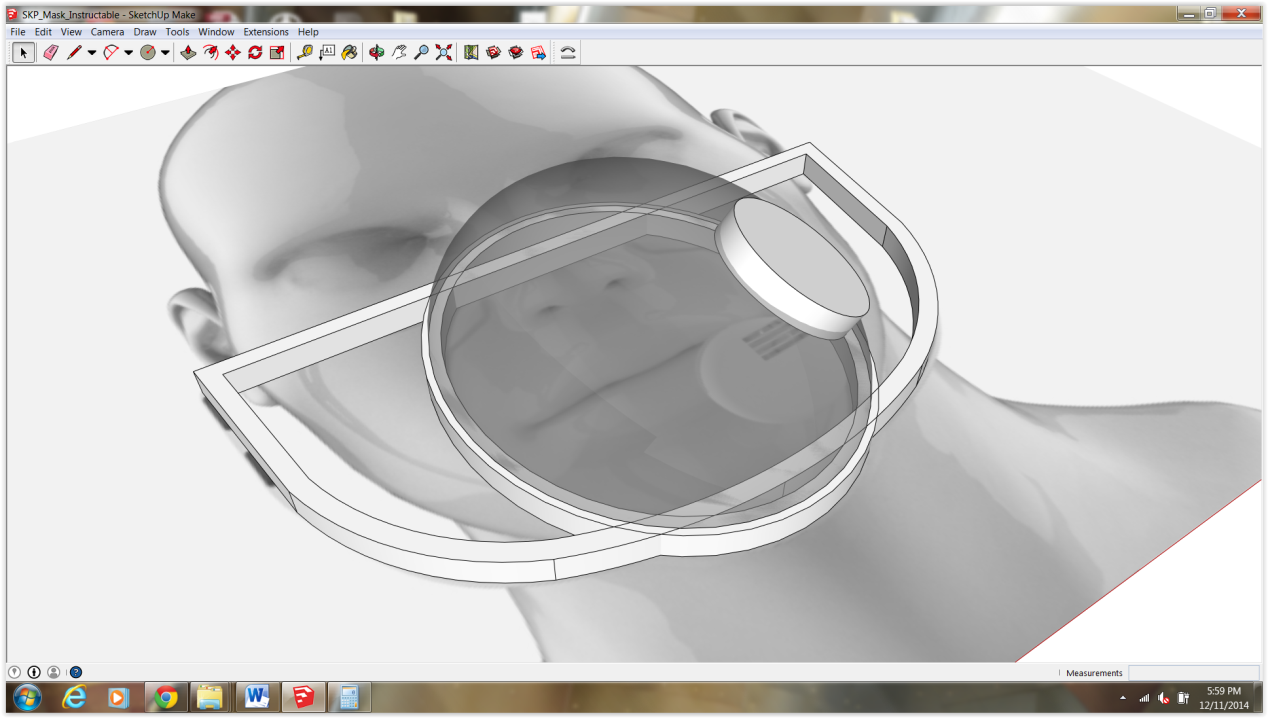 SKP_Mask_Instructable - SketchUp Make
File Edit View Camera Draw Tools Window Extensions Help
A1
Measurements
W
5:59 PM
12/11/2014